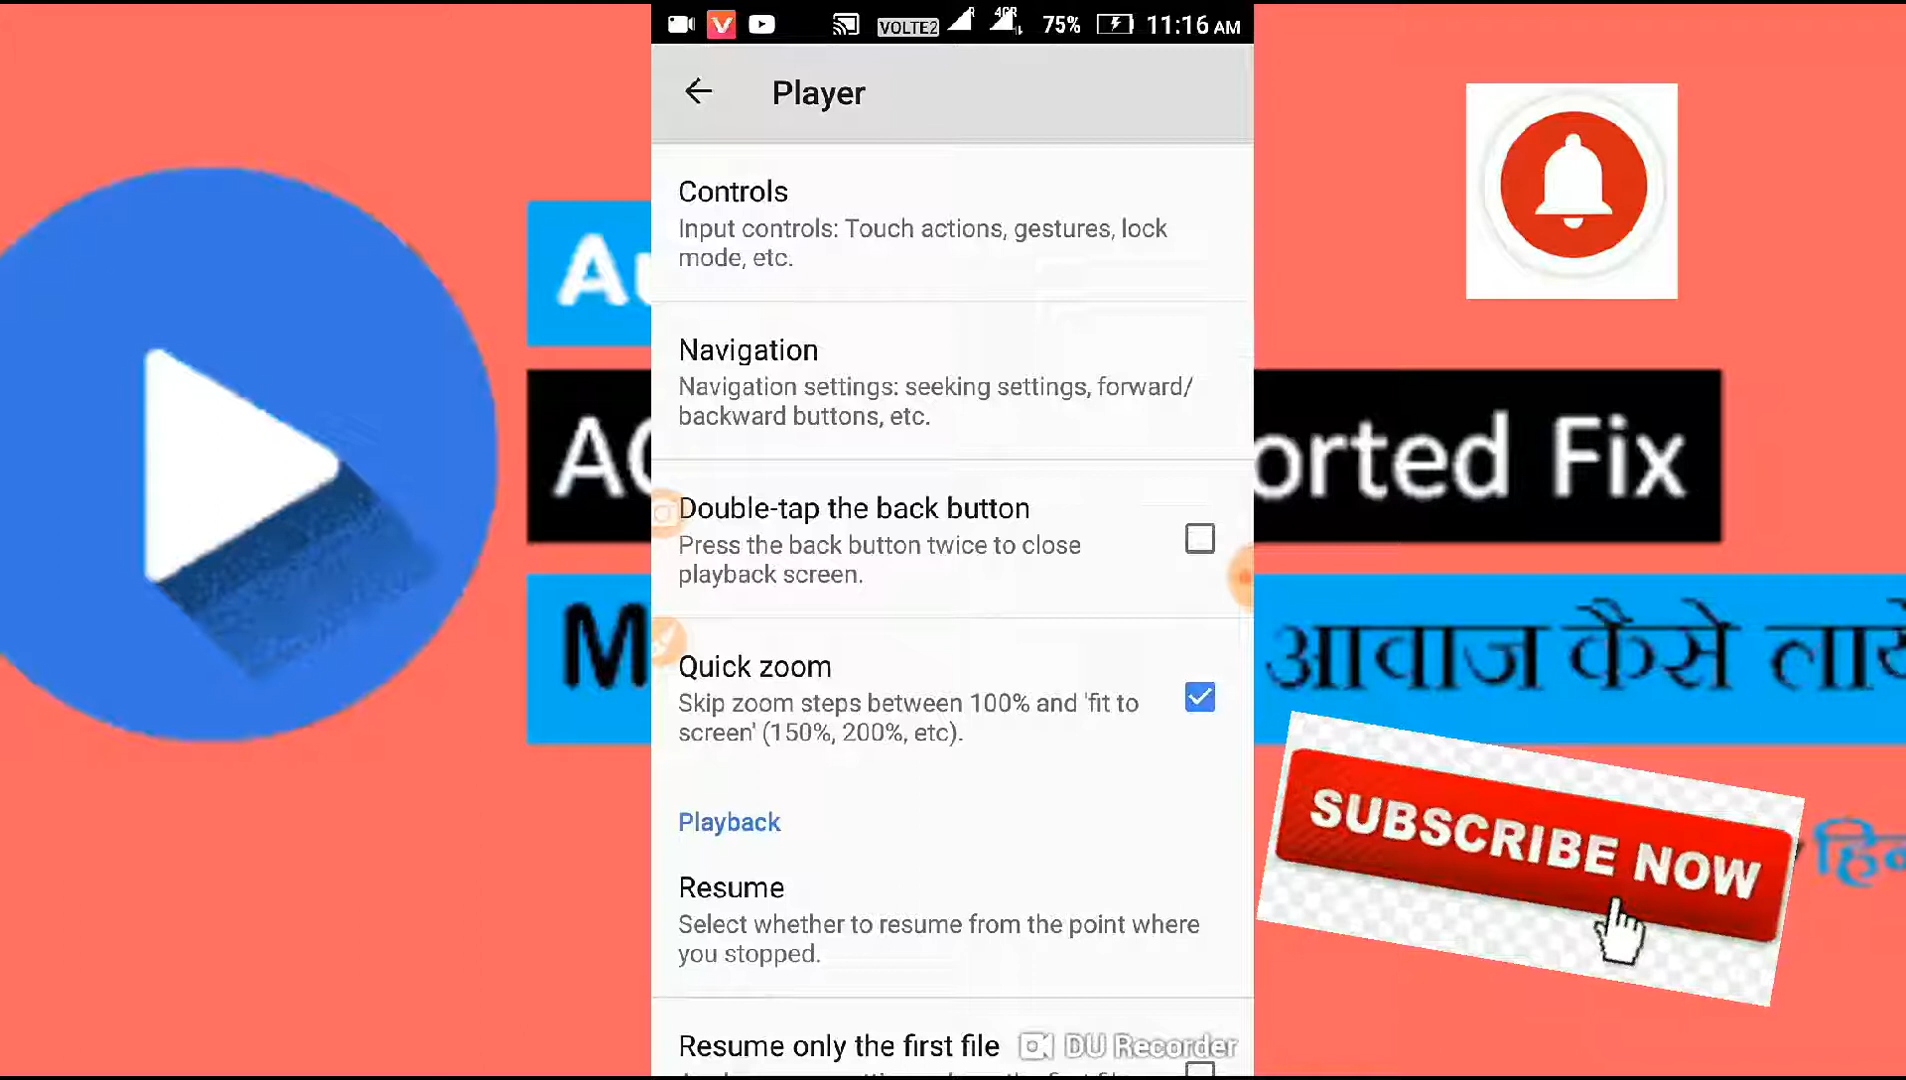 VOLTE2 R 4GR 75% 11:16 AM
Player
Controls
Input controls: Touch actions, gestures, lock
mode, etc.
Navigation
Navigation settings: seeking settings, forward/
backward buttons, etc.
Double-tap the back button
Press the back button twice to close
playback screen.
Quick zoom
Skip zoom steps between 100% and 'fit to
screen' (150%, 200%, etc).
Playback
Resume
Select whether to resume from the point where
you stopped.
Resume only the first file
DU Recorder
orted Fix
आवाज कैसे लाये
SUBSCRIBE NOW